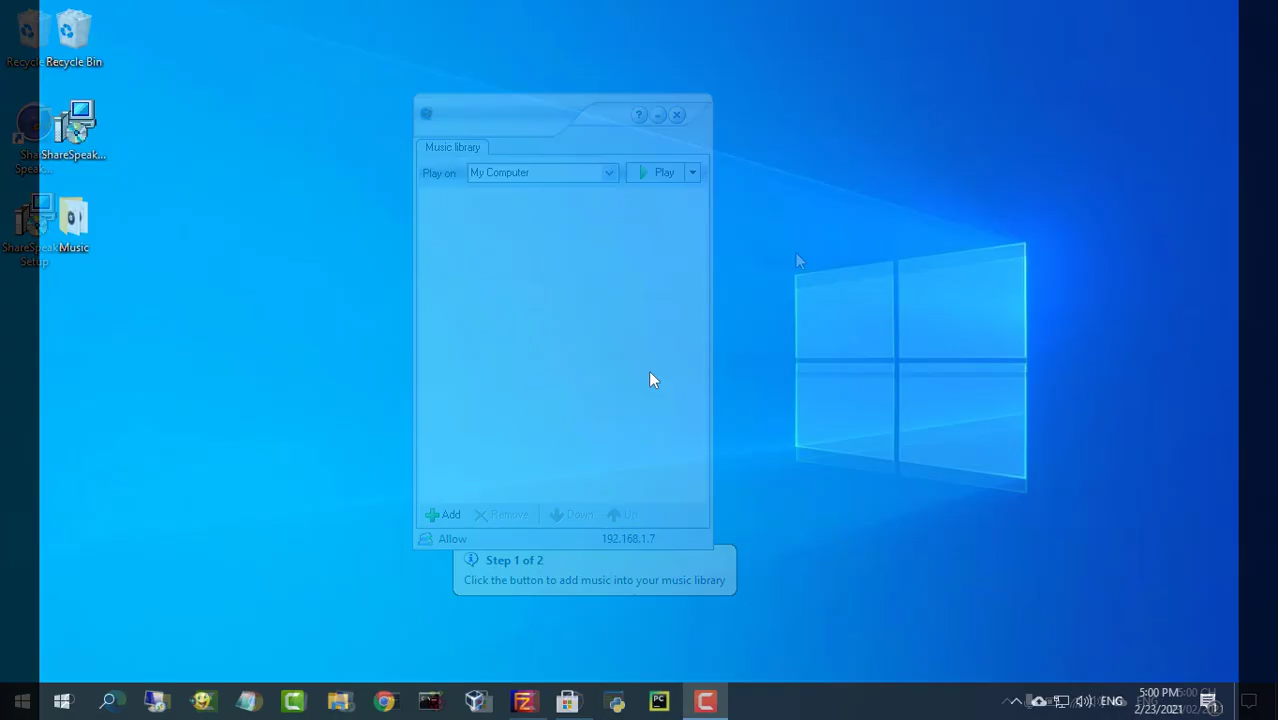 Recycle Bin
ShareSpeak...
Speak...
Music
ShareSpeak
Setup
Music library
Play on
My Computer
Play
Add
Remove
Down
Up
Allow
192.168.1.7
Step 1 of 2
Click the button to add music into your music library
PC
ENG
5:00 PM
2/23/2021